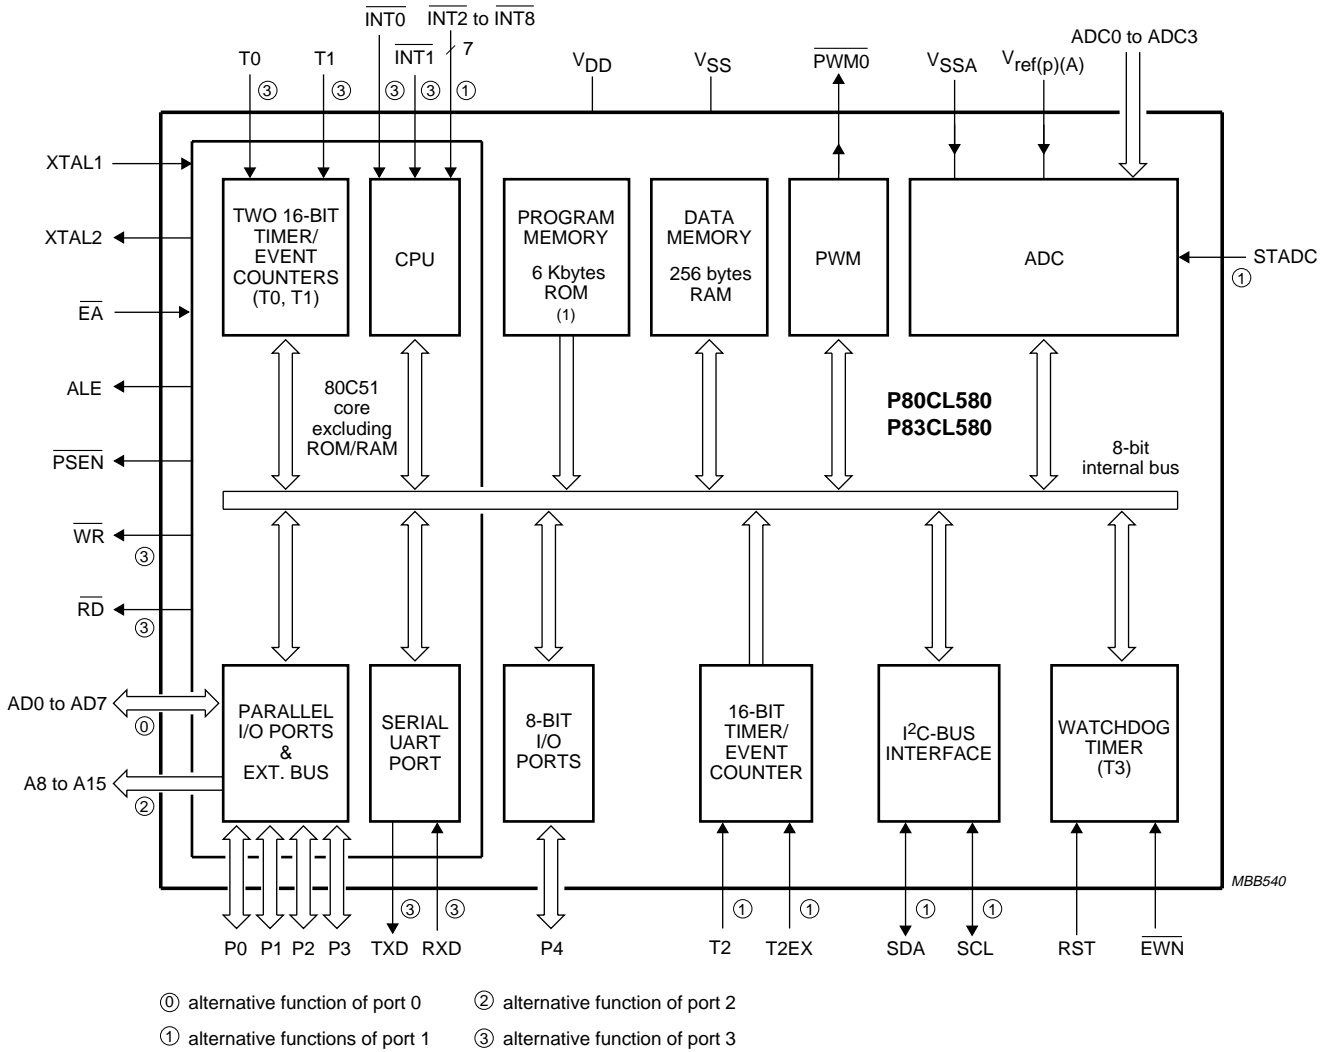 INT0 INT2 to INT8
T0 T1 INT1 7 VDD VSS PWM0 VSSA Vref(p)(A) ADC0 to ADC3
3 3 3 3 1
XTAL1
XTAL2
EA
ALE
PSEN
WR
3
RD
3
AD0 to AD7
0
A8 to A15
2
TWO 16-BIT
TIMER/
EVENT
COUNTERS
(T0, T1)
CPU
PROGRAM
MEMORY
6 Kbytes
ROM
(1)
DATA
MEMORY
256 bytes
RAM
PWM
ADC
STADC
1
80C51
core
excluding
ROM/RAM
P80CL580
P83CL580
8-bit
internal bus
PARALLEL
I/O PORTS
&
EXT. BUS
SERIAL
UART
PORT
8-BIT
I/O
PORTS
16-BIT
TIMER/
EVENT
COUNTER
I2C-BUS
INTERFACE
WATCHDOG
TIMER
(T3)
MBB540
3 3 1 1 1 1
P0 P1 P2 P3 TXD RXD P4 T2 T2EX SDA SCL RST EWN
0 alternative function of port 0
2 alternative function of port 2
1 alternative functions of port 1
3 alternative function of port 3